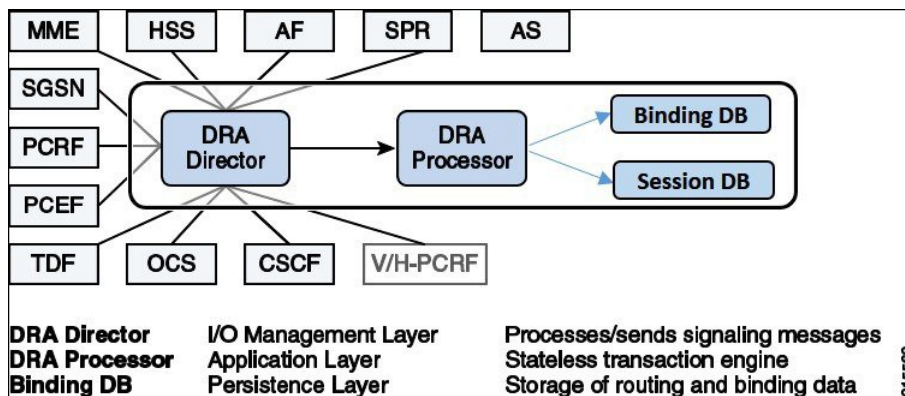 MME HSS AF SPR AS
SGSN
DRA Director
DRA Processor
Binding DB
PCRF
Session DB
PCEF
TDF OCS CSCF V/H-PCRF
DRA Director I/O Management Layer Processes/sends signaling messages
DRA Processor Application Layer Stateless transaction engine
Binding DB Persistence Layer Storage of routing and binding data